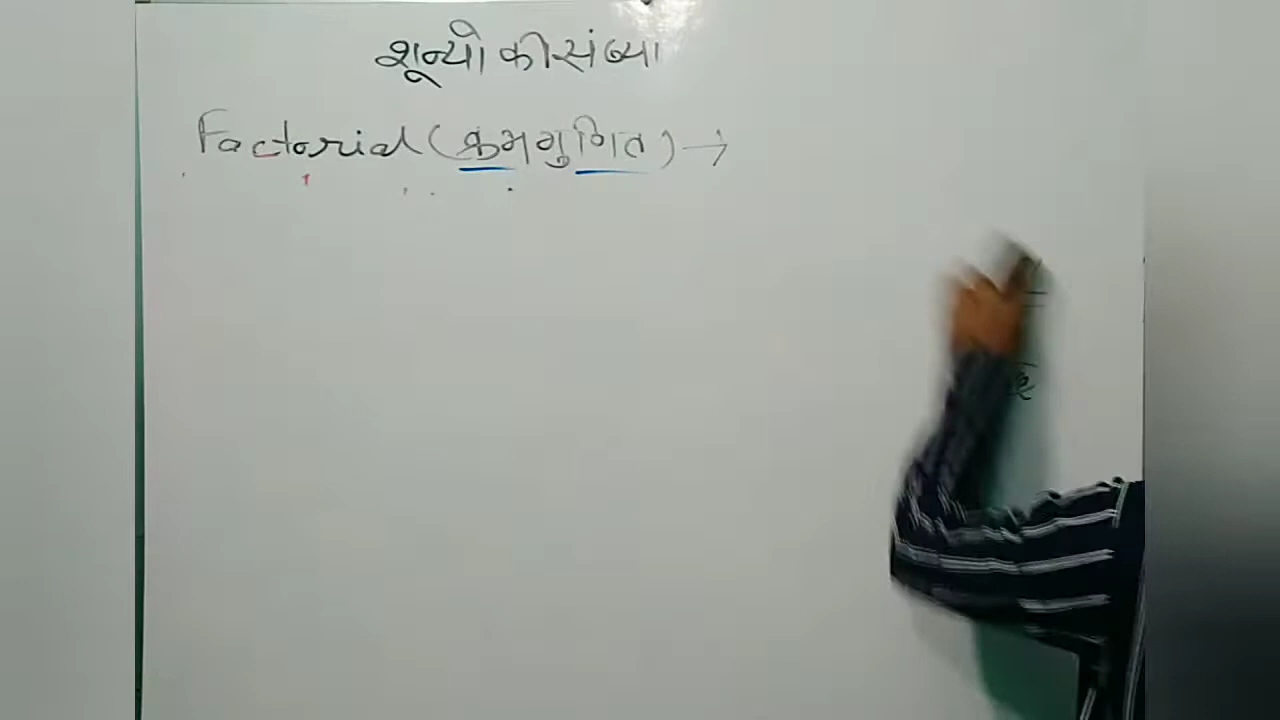 शून्यो की संख्या
Factorial (क्रमगुणित) →